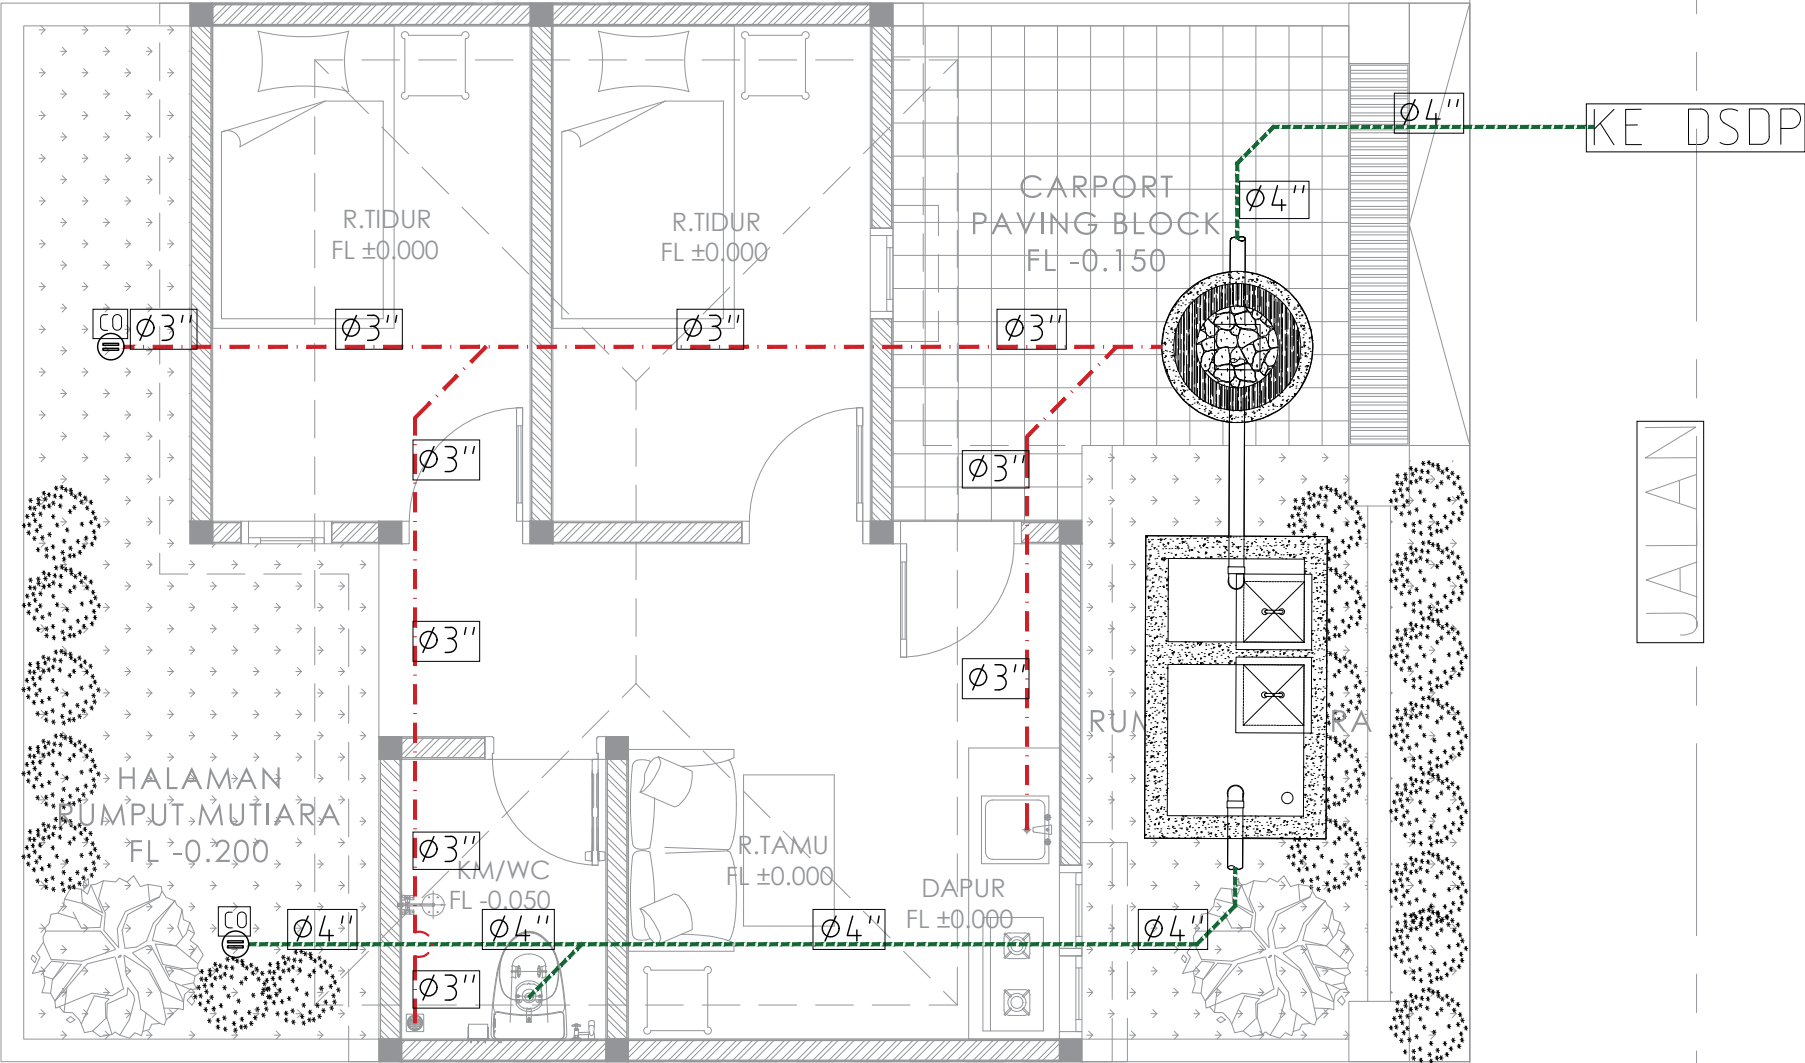 Ø4"
KE DSDP
CARPORT
PAVING BLOCK
FL -0.150
Ø4"
R.TIDUR
FL ±0.000
R.TIDUR
FL ±0.000
CO
Ø3"
Ø3"
Ø3"
Ø3"
Ø3"
Ø3"
JALAN
Ø3"
Ø3"
HALAMAN
RUMPUT MUTIARA
FL -0.200
RUM RA
Ø3"
KM/WC
FL -0.050
R.TAMU
FL ±0.000
DAPUR
FL ±0.000
CO
Ø4"
Ø4"
Ø4"
Ø4"
Ø3"